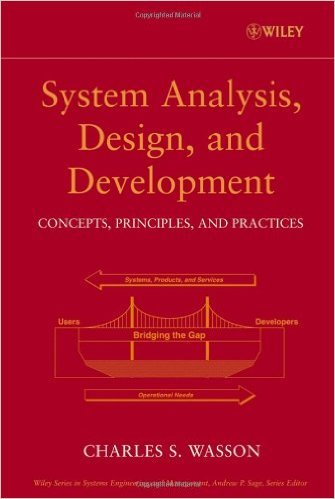 WILEY
System Analysis,
Design, and
Development
CONCEPTS, PRINCIPLES, AND PRACTICES
Systems, Products, and Services
Users
Developers
Bridging the Gap
Operational Needs
CHARLES S. WASSON
Wiley Series in Systems Engineering and Management, Andrew P. Sage, Series Editor